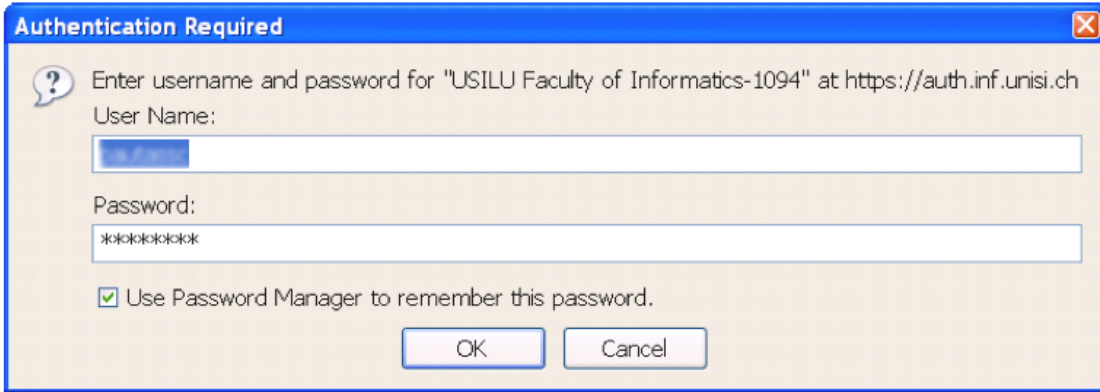 Authentication Required
Enter username and password for "USILU Faculty of Informatics-1094" at https://auth.inf.unisi.ch
User Name:
Password:
********
Use Password Manager to remember this password.
OK Cancel